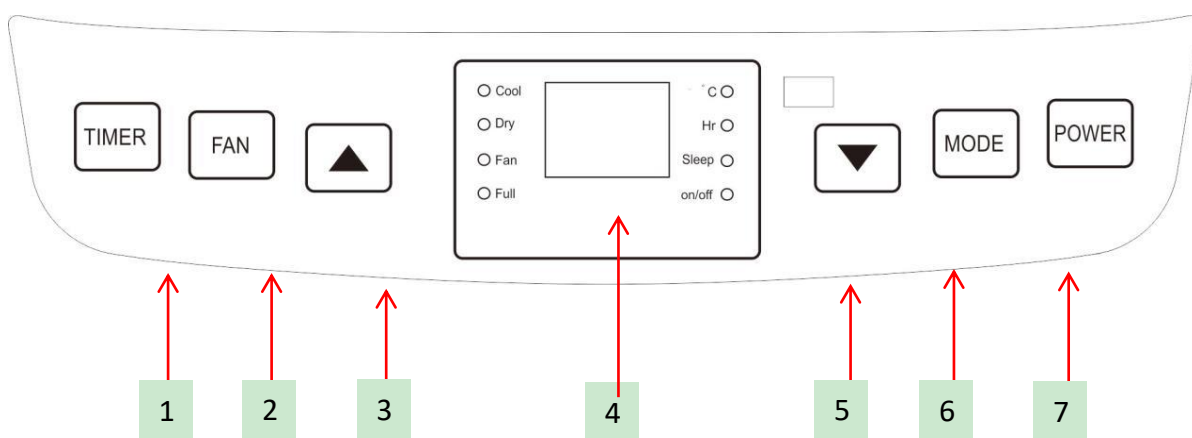 TIMER
FAN
▲
Cool
Dry
Fan
Full
°C
Hr
Sleep
on/off
▼
MODE
POWER
1
2
3
4
5
6
7